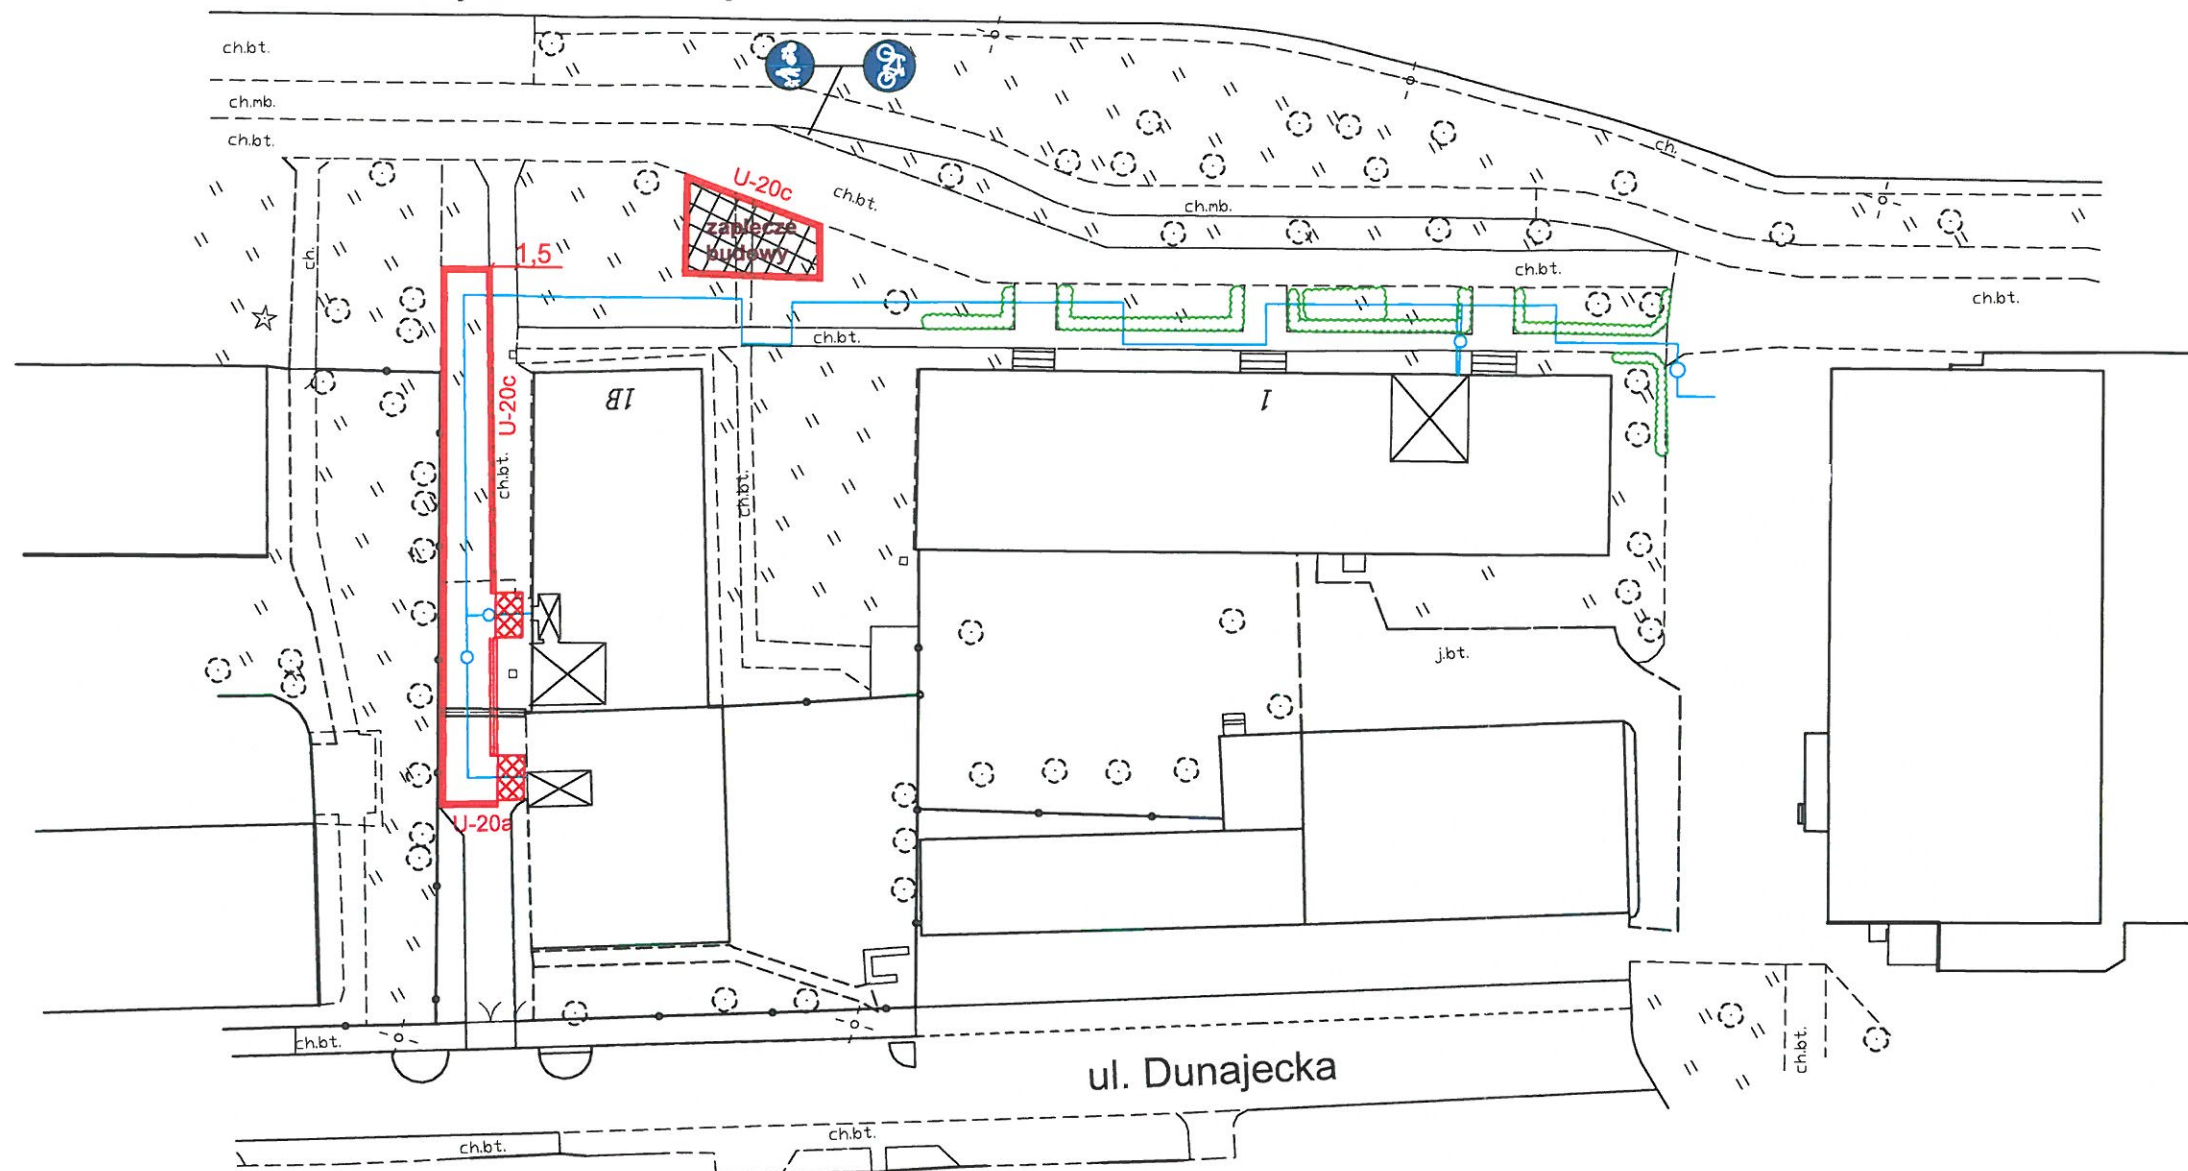 ch.bt.
ch.mb.
ch.bt.
ch.
U-20c
ch.bt.
ch.mb.
zaplecze
budowy
1,5
ch.
ch.bt.
ch.bt.
ch.bt.
1B
1
U-20c
ch.bt.
ch.bt.
j.bt.
U-20a
ch.bt.
ch.bt.
ul. Dunajecka
ch.bt.
ch.bt.